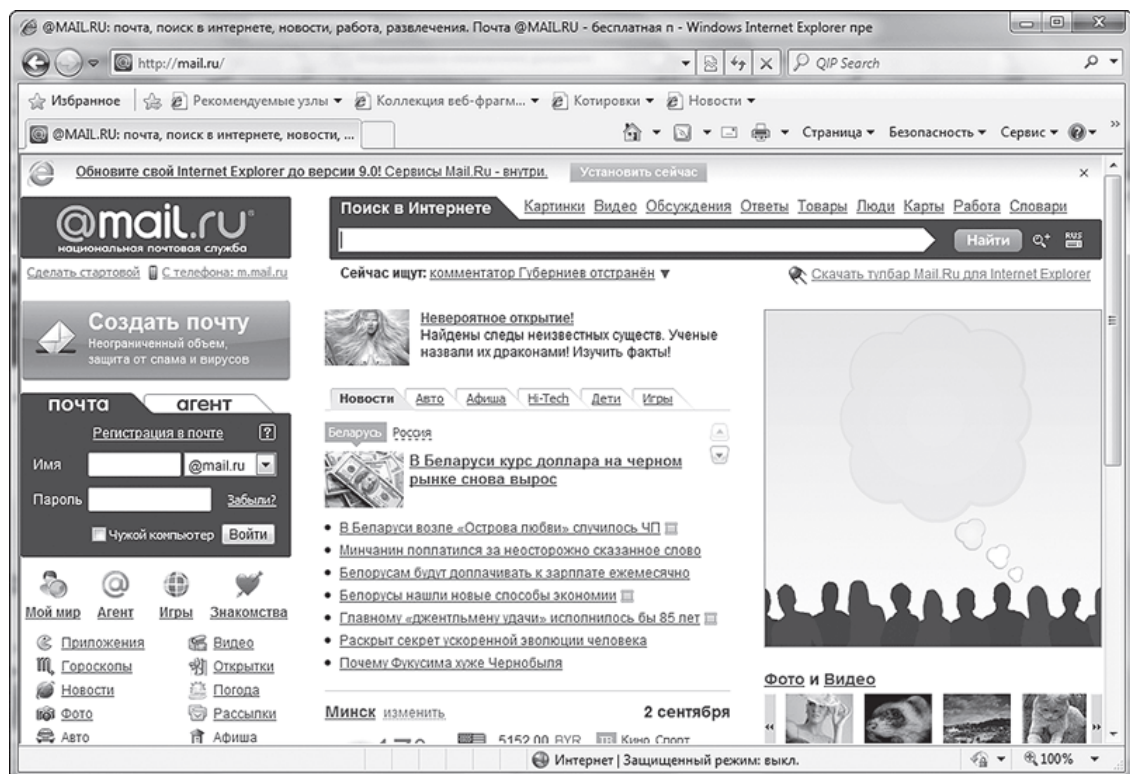 @MAIL.RU: почта, поиск в интернете, новости, работа, развлечения. Почта @MAIL.RU - бесплатная п - Windows Internet Explorer пре
http://mail.ru/
QIP Search
Избранное Рекомендуемые узлы Коллекция веб-фрагм... Котировки Новости
@MAIL.RU: почта, поиск в интернете, новости, ...
Страница Безопасность Сервис
Обновите свой Internet Explorer до версии 9.0! Сервисы Mail.Ru - внутри. Установить сейчас
@mail.ru
национальная почтовая служба
Поиск в Интернете Картинки Видео Обсуждения Ответы Товары Люди Карты Работа Словари
Найти RUS
Сделать стартовой С телефона: m.mail.ru
Сейчас ищут: комментатор Губерниев отстранён
Скачать тулбар Mail.Ru для Internet Explorer
Создать почту
Неограниченный объем,
защита от спама и вирусов
Невероятное открытие!
Найдены следы неизвестных существ. Ученые
назвали их драконами! Изучить факты!
почта агент
Регистрация в почте ?
Имя @mail.ru
Пароль Забыли?
Чужой компьютер Войти
Новости Авто Афиша Hi-Tech Дети Игры
Беларусь Россия
В Беларуси курс доллара на черном
рынке снова вырос
В Беларуси возле «Острова любви» случилось ЧП
Минчанин поплатился за неосторожно сказанное слово
Белорусам будут доплачивать к зарплате ежемесячно
Белорусы нашли новые способы экономии
Главному «джентльмену удачи» исполнилось бы 85 лет
Раскрыт секрет ускоренной эволюции человека
Почему Фукусима хуже Чернобыля
Мой мир Агент Игры Знакомства
Приложения Видео
Гороскопы Открытки
Новости Погода
Фото Рассылки
Авто Афиша
Минск изменить 2 сентября
5152.00 BYR ТВ Кино Спорт
Фото и Видео
Интернет | Защищенный режим: выкл.
100%